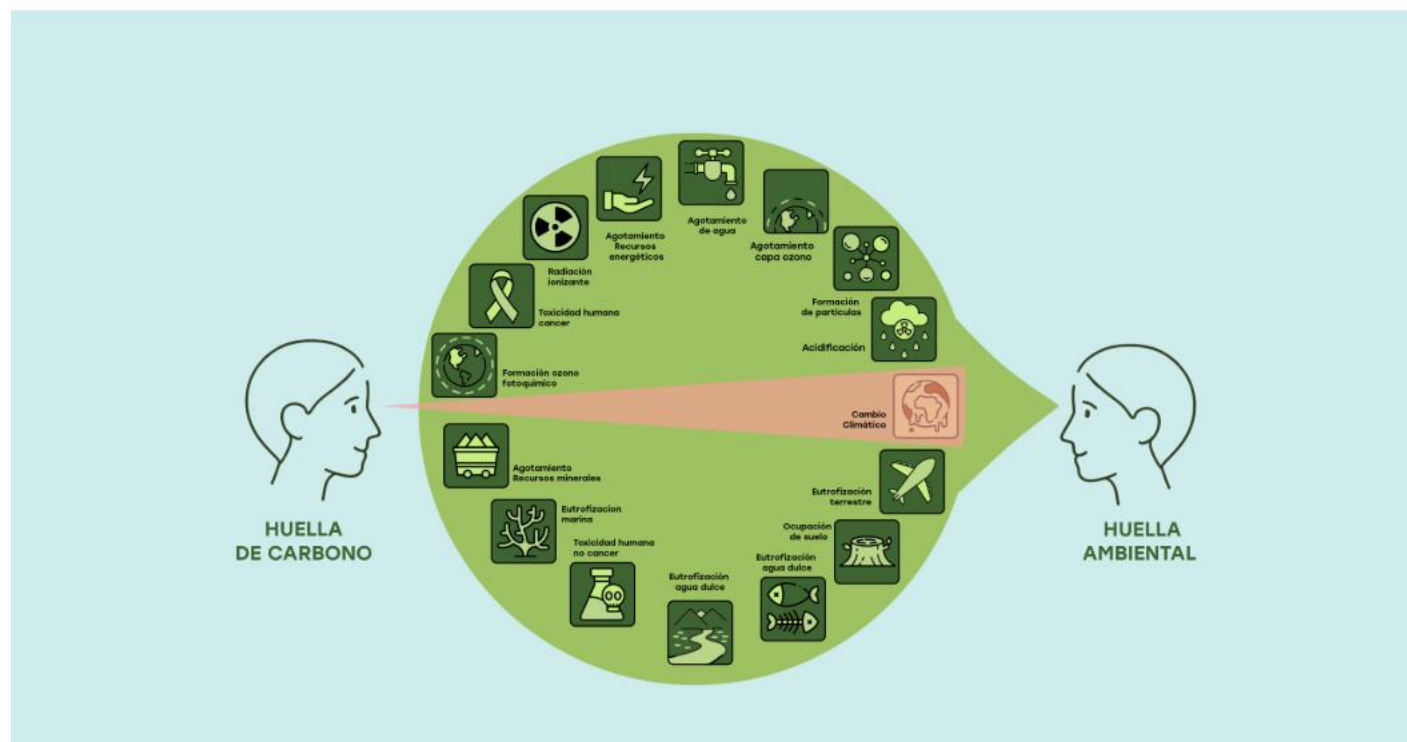 Agotamiento
de agua
Agotamiento
Recursos
energéticos
Agotamiento
capa ozono
Radiación
ionizante
Formación
de partículas
Toxicidad humana
cancer
Acidificación
Formación ozono
fotoquímico
Cambio
Climático
Agotamiento
Recursos minerales
Eutrofización
terrestre
Eutrofizacion
marina
Ocupación
de suelo
Toxicidad humana
no cancer
Eutrofización
agua dulce
Eutrofización
agua dulce
HUELLA
DE CARBONO
HUELLA
AMBIENTAL